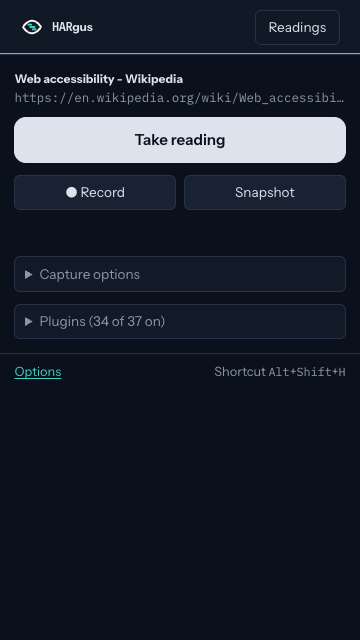 HARgus
Readings
Web accessibility - Wikipedia
https://en.wikipedia.org/wiki/Web_accessibi…
Take reading
Record
Snapshot
Capture options
Plugins (34 of 37 on)
Options
Shortcut Alt+Shift+H